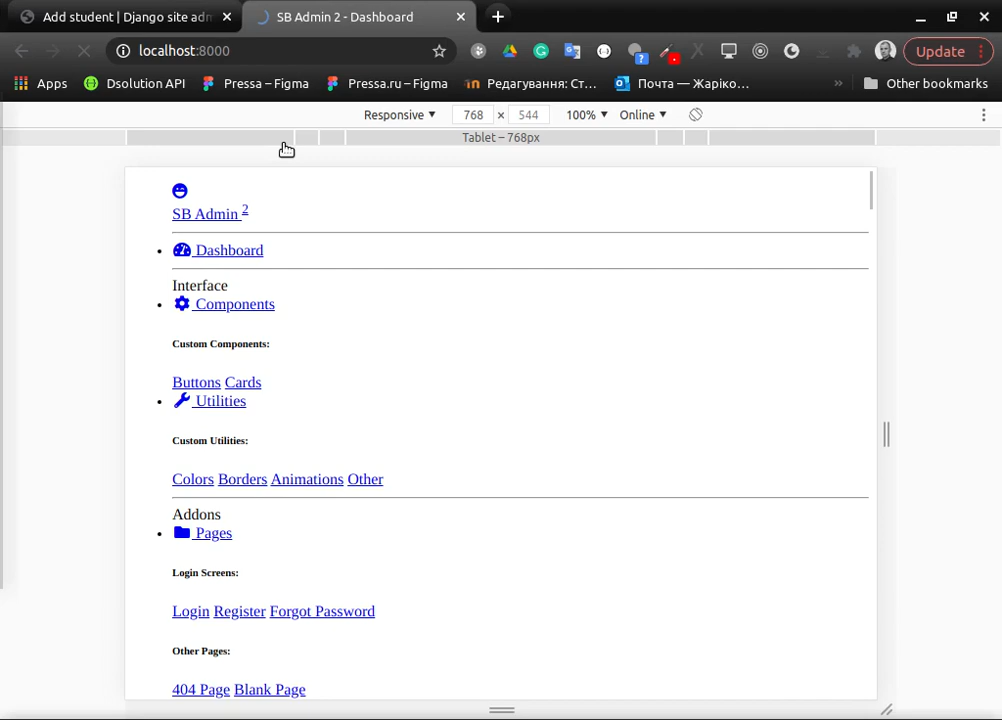 Add student | Django site adm
SB Admin 2 - Dashboard
localhost:8000
Update
Apps
Dsolution API
Pressa – Figma
Pressa.ru – Figma
Редагування: Ст…
Почта — Жаріко…
Other bookmarks
Responsive ▼ 768 × 544 100% ▼ Online ▼
Tablet – 768px
SB Admin 2
Dashboard
Interface
Components
Custom Components:
Buttons Cards
Utilities
Custom Utilities:
Colors Borders Animations Other
Addons
Pages
Login Screens:
Login Register Forgot Password
Other Pages:
404 Page Blank Page